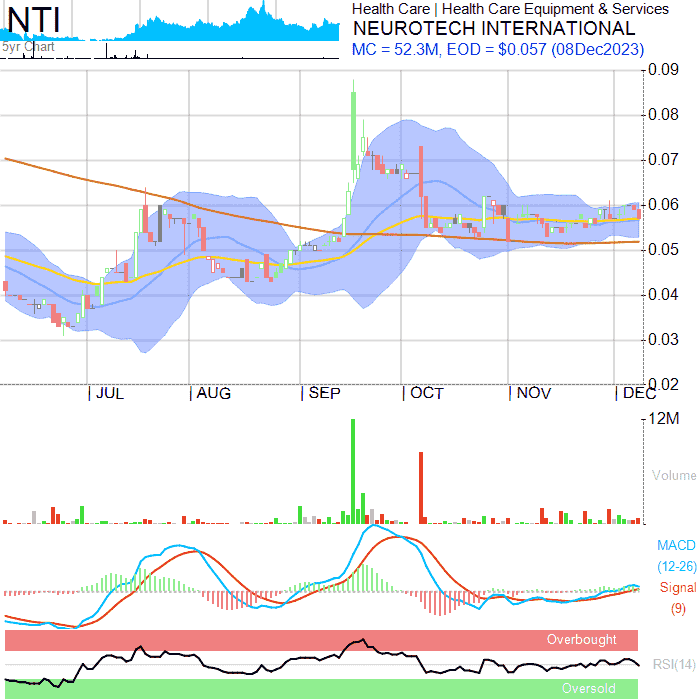 NTI
5yr Chart
Health Care | Health Care Equipment & Services
NEUROTECH INTERNATIONAL
MC = 52.3M, EOD = $0.057 (08Dec2023)
0.09
0.08
0.07
0.06
0.05
0.04
0.03
0.02
JUL AUG SEP OCT NOV DEC
12M
Volume
MACD
(12-26)
Signal
(9)
Overbought
RSI(14)
Oversold